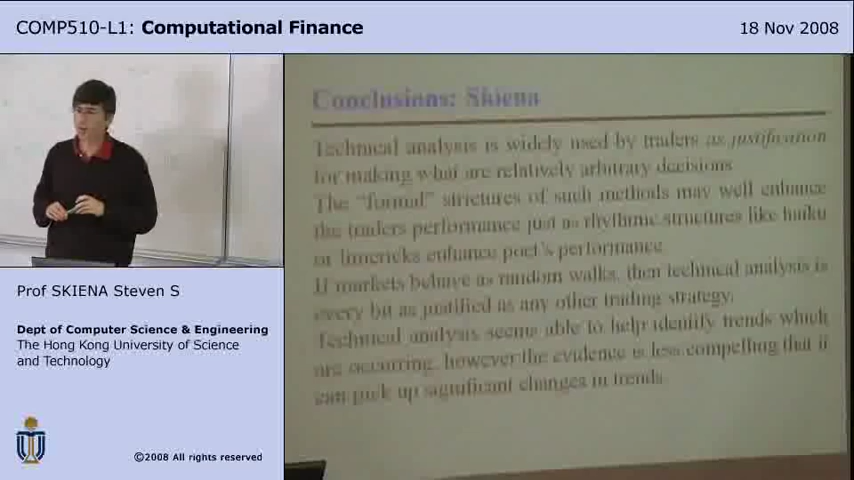 COMP510-L1: Computational Finance
18 Nov 2008
Conclusions: Skiena
Technical analysis is widely used by traders as justification
for making what are relatively arbitrary decisions.
The "formal" strictures of such methods may well enhance
the traders performance just as rhythmic structures like haiku
or limericks enhance poet's performance.
If markets behave as random walks, then technical analysis is
every bit as justified as any other trading strategy.
Technical analysis seems able to help identify trends which
are occurring, however the evidence is less compelling that it
can pick up significant changes in trends.
Prof SKIENA Steven S
Dept of Computer Science & Engineering
The Hong Kong University of Science
and Technology
©2008 All rights reserved